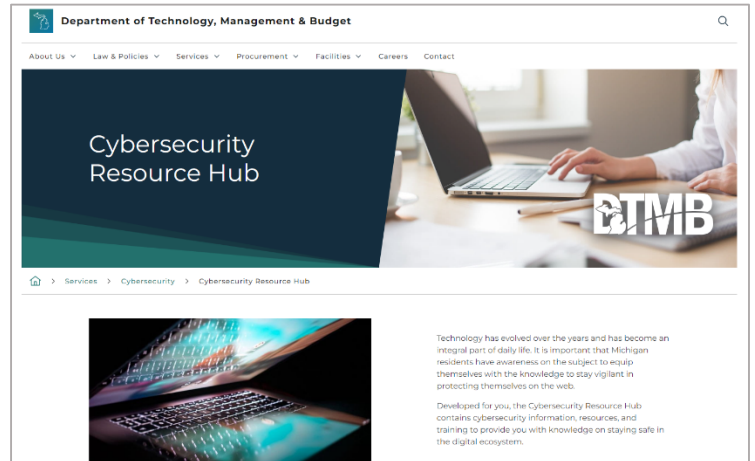 Department of Technology, Management & Budget
About Us Law & Policies Services Procurement Facilities Careers Contact
Cybersecurity
Resource Hub
DTMB
> Services > Cybersecurity > Cybersecurity Resource Hub
Technology has evolved over the years and has become an
integral part of daily life. It is important that Michigan
residents have awareness on the subject to equip
themselves with the knowledge to stay vigilant in
protecting themselves on the web.
Developed for you, the Cybersecurity Resource Hub
contains cybersecurity information, resources, and
training to provide you with knowledge on staying safe in
the digital ecosystem.